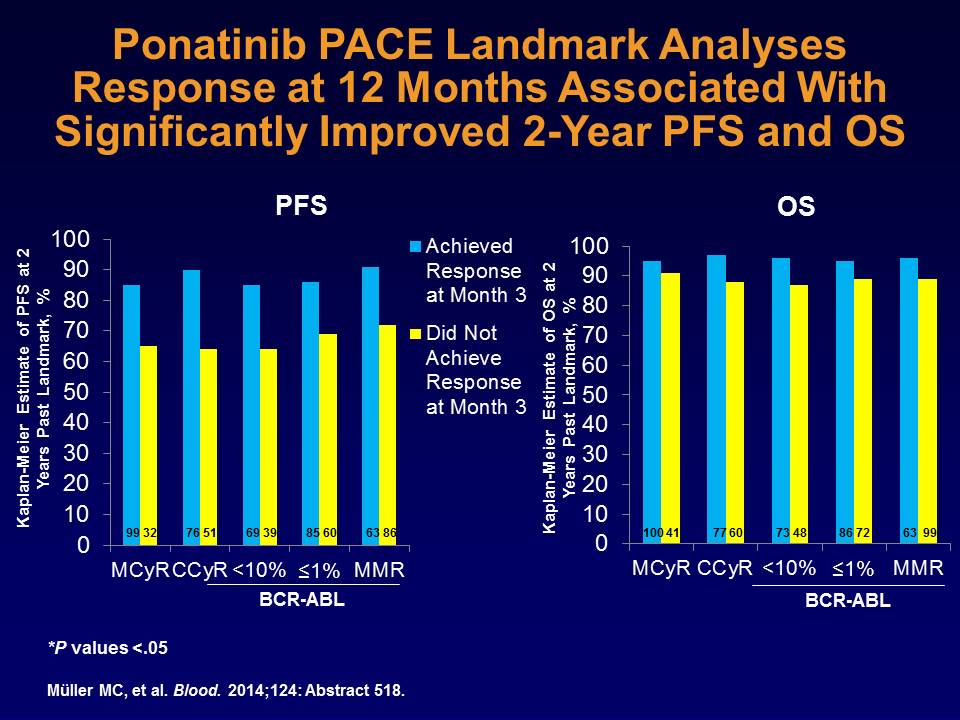 Ponatinib PACE Landmark Analyses
Response at 12 Months Associated With
Significantly Improved 2-Year PFS and OS
PFS
Kaplan-Meier Estimate of PFS at 2
Years Past Landmark, %
100
90
80
70
60
50
40
30
20
10
0
99 32 76 51 69 39 85 60 63 86
MCyR CCyR <10% ≤1% MMR
BCR-ABL
Achieved
Response
at Month 3
Did Not
Achieve
Response
at Month 3
OS
Kaplan-Meier Estimate of OS at 2
Years Past Landmark, %
100
90
80
70
60
50
40
30
20
10
0
100 41 77 60 73 48 86 72 63 99
MCyR CCyR <10% ≤1% MMR
BCR-ABL
*P values <.05
Müller MC, et al. Blood. 2014;124: Abstract 518.